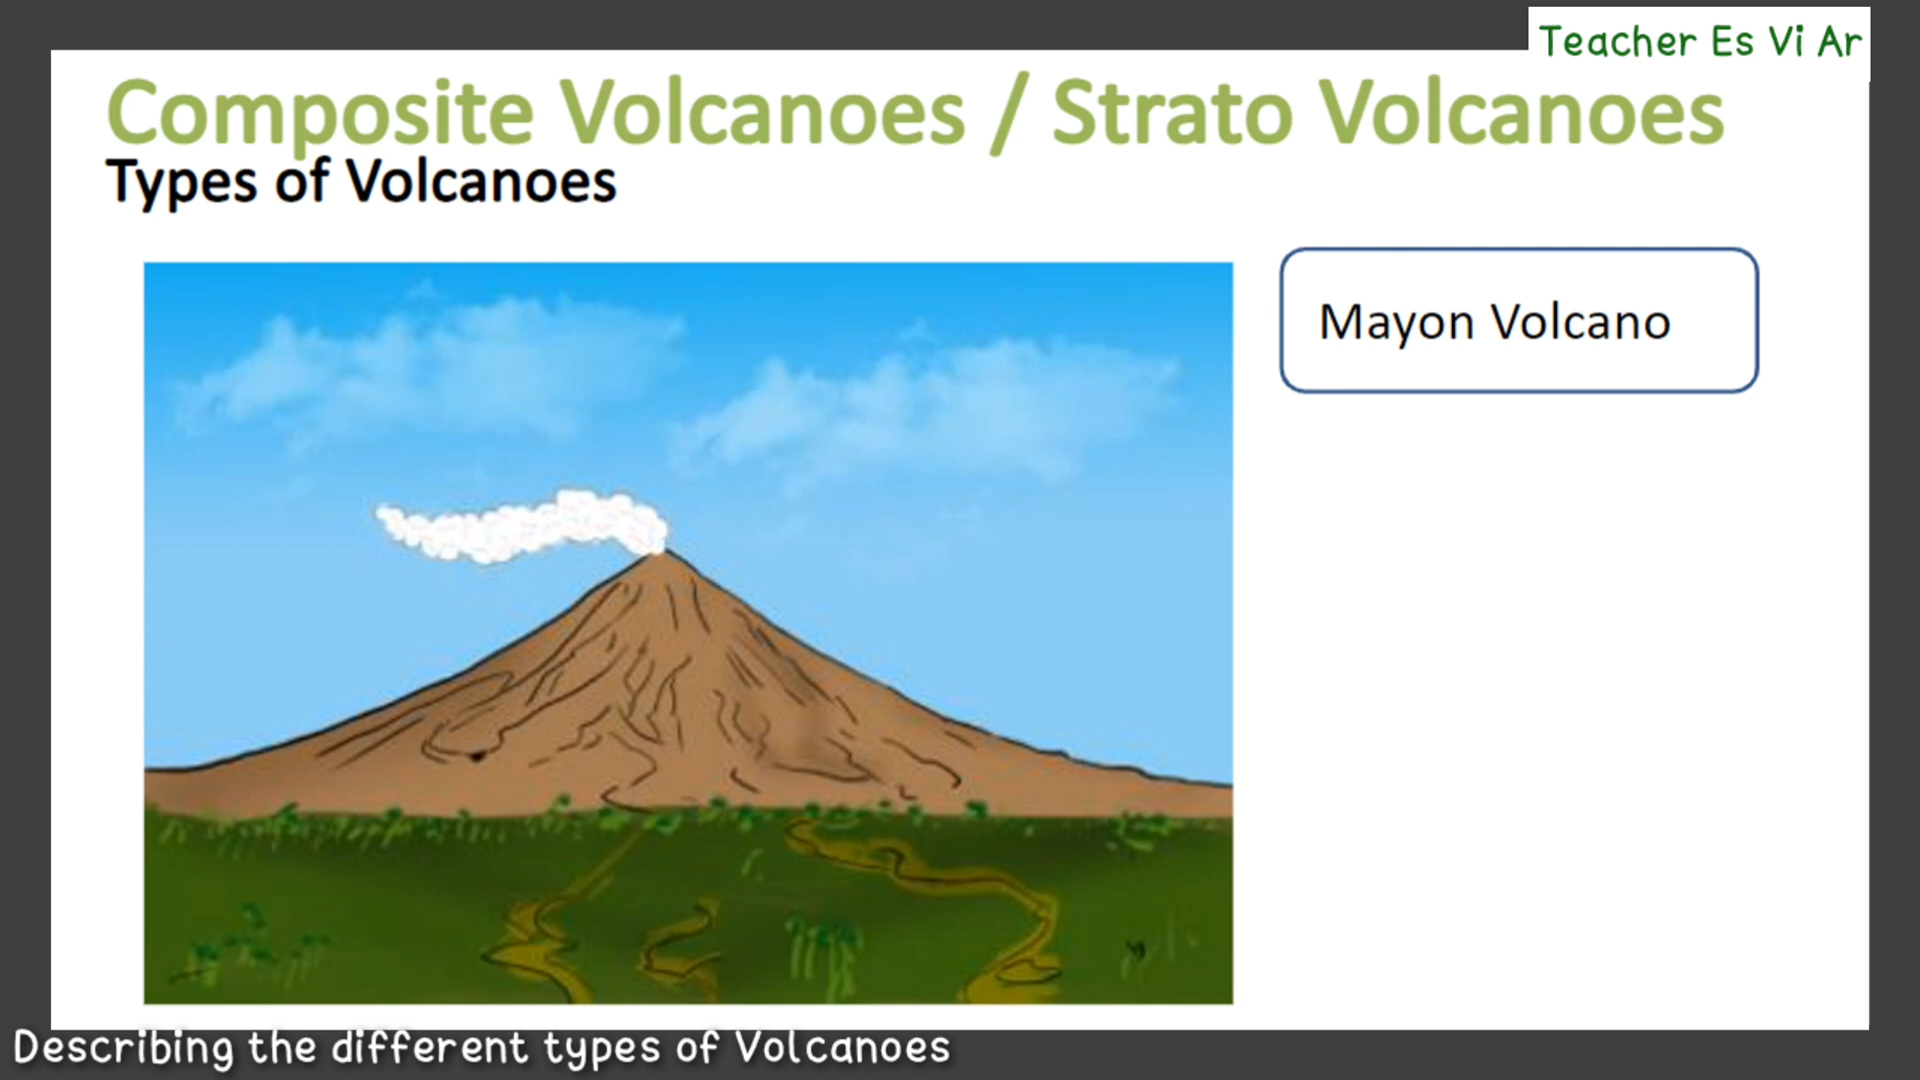 Teacher Es Vi Ar
Composite Volcanoes / Strato Volcanoes
Types of Volcanoes
Mayon Volcano
Describing the different types of Volcanoes